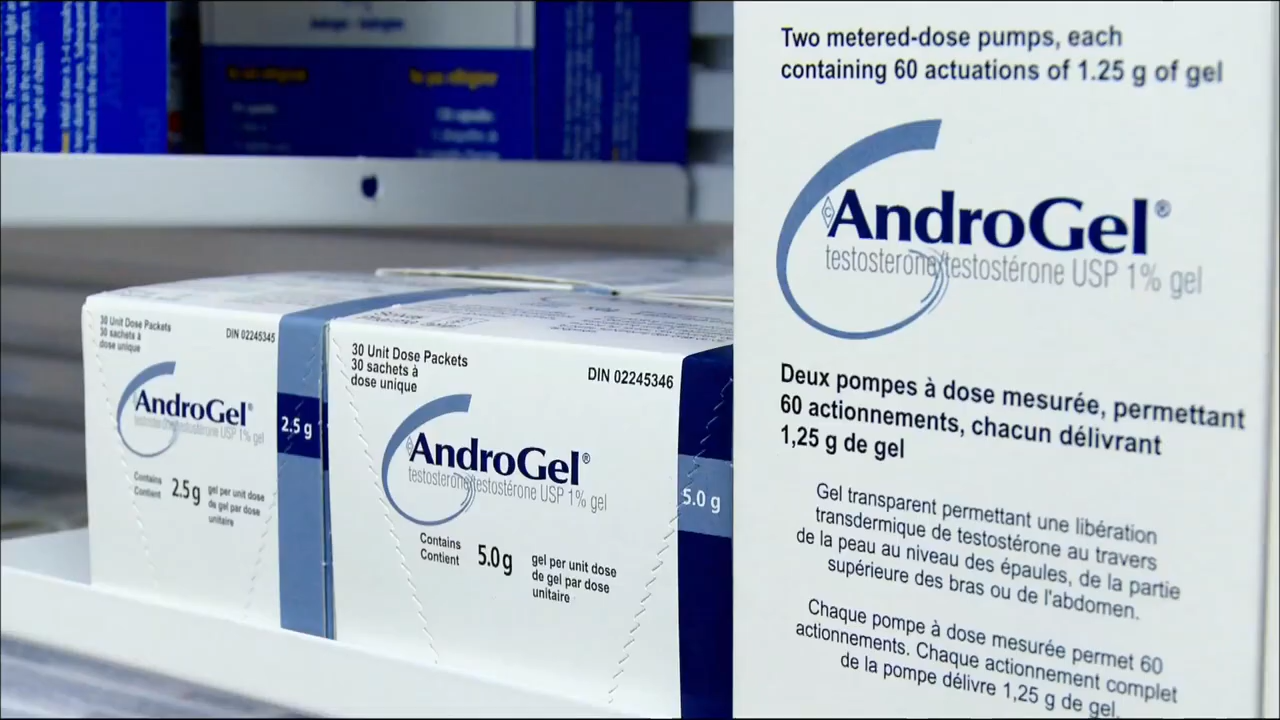 Two metered-dose pumps, each
containing 60 actuations of 1.25 g of gel
AndroGel®
testosterone/testostérone USP 1% gel
Deux pompes à dose mesurée, permettant
60 actionnements, chacun délivrant
1,25 g de gel
Gel transparent permettant une libération
transdermique de testostérone au travers
de la peau au niveau des épaules, de la partie
supérieure des bras ou de l'abdomen.
Chaque pompe à dose mesurée permet 60
actionnements. Chaque actionnement complet
de la pompe délivre 1,25 g de gel.
30 Unit Dose Packets
30 sachets à
dose unique
DIN 02245345
AndroGel®
testosterone/testostérone USP 1% gel
Contains
Contient
2.5 g
gel per unit dose
de gel par dose
unitaire
2.5 g
30 Unit Dose Packets
30 sachets à
dose unique
DIN 02245346
AndroGel®
testosterone/testostérone USP 1% gel
Contains
Contient
5.0 g
gel per unit dose
de gel par dose
unitaire
5.0 g